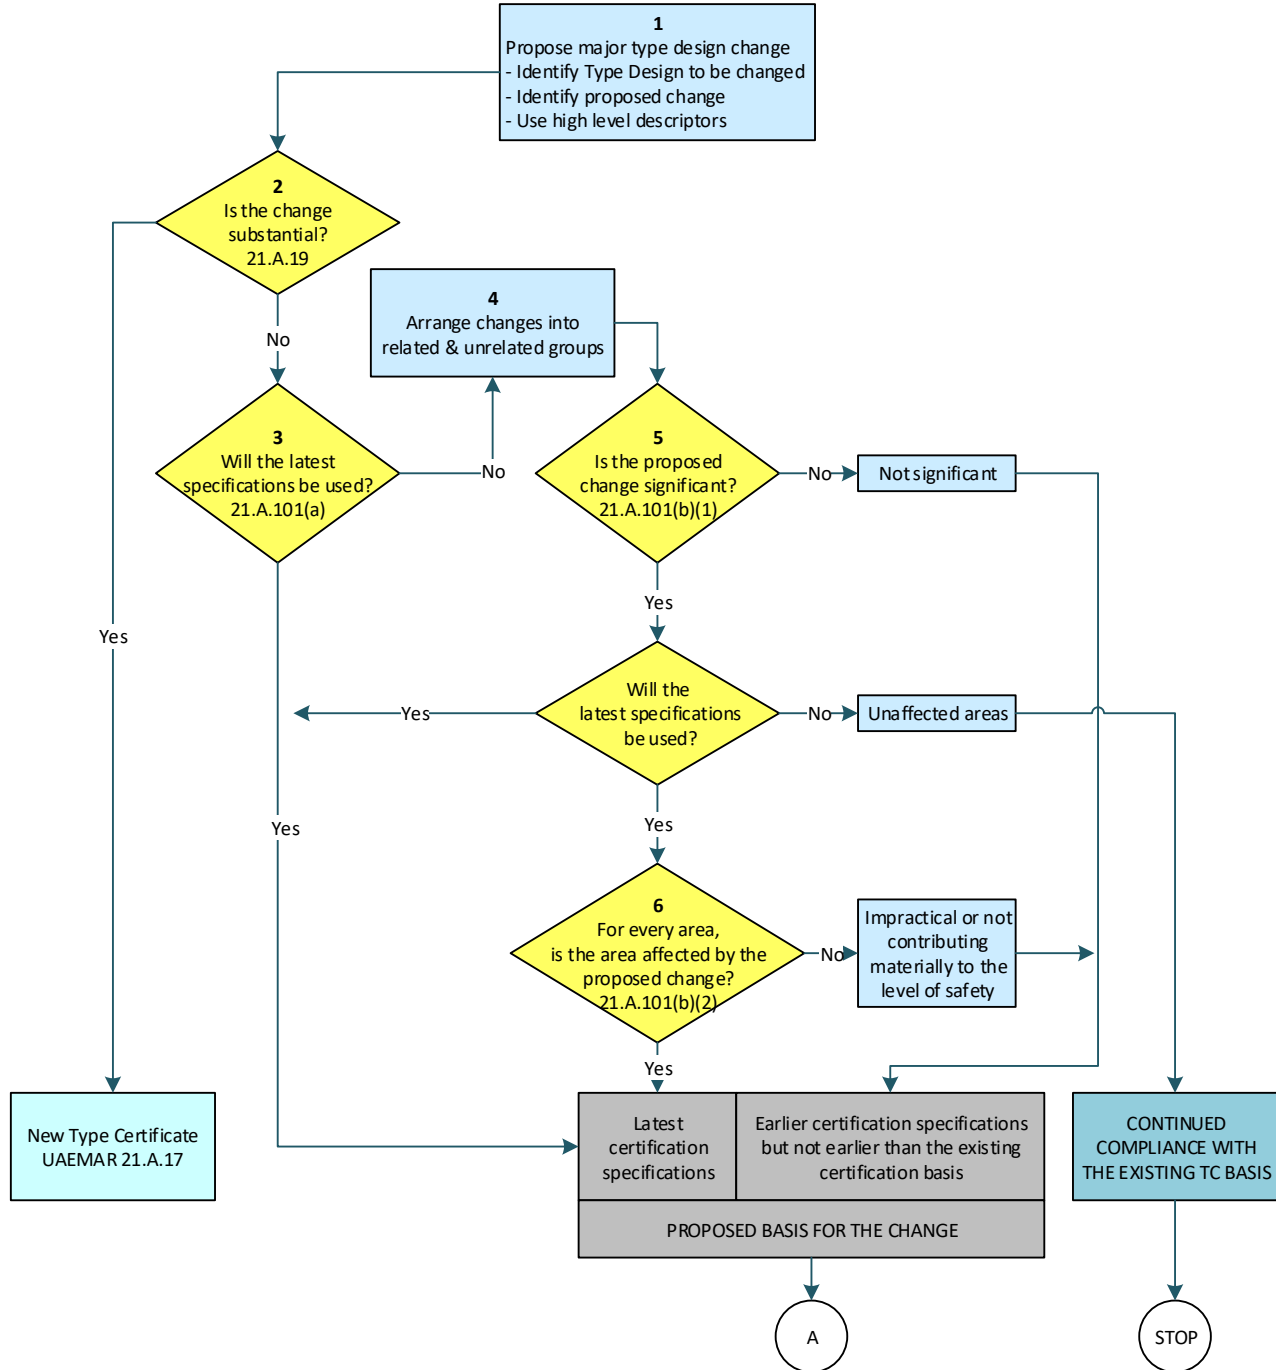 1
Propose major type design change
- Identify Type Design to be changed
- Identify proposed change
- Use high level descriptors
2
Is the change
substantial?
21.A.19
No
4
Arrange changes into
related & unrelated groups
3
Will the latest
specifications be used?
21.A.101(a)
No
5
Is the proposed
change significant?
21.A.101(b)(1)
No
Not significant
Yes
Yes
Will the
latest specifications
be used?
Yes
No
Unaffected areas
Yes
Yes
6
For every area,
is the area affected by the
proposed change?
21.A.101(b)(2)
No
Impractical or not
contributing
materially to the
level of safety
Yes
New Type Certificate
UAEMAR 21.A.17
Latest
certification
specifications
Earlier certification specifications
but not earlier than the existing
certification basis
CONTINUED
COMPLIANCE WITH
THE EXISTING TC BASIS
PROPOSED BASIS FOR THE CHANGE
A
STOP